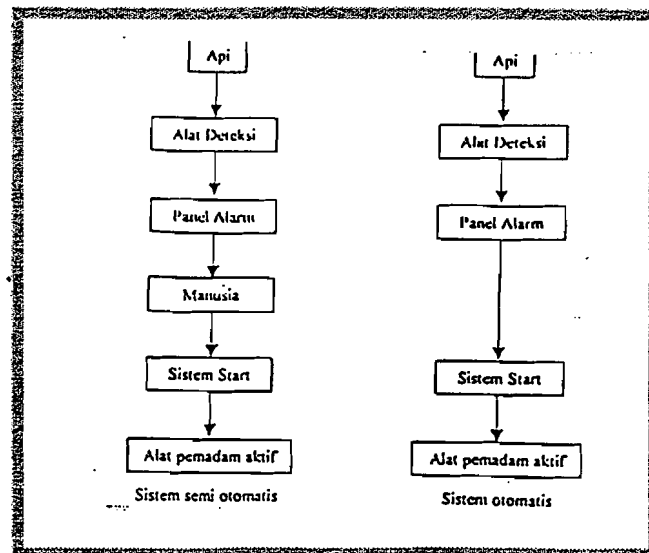 Api
Alat Deteksi
Panel Alarm
Manusia
Sistem Start
Alat pemadam aktif
Sistem semi otomatis
Api
Alat Deteksi
Panel Alarm
Sistem Start
Alat pemadam aktif
Sistem otomatis